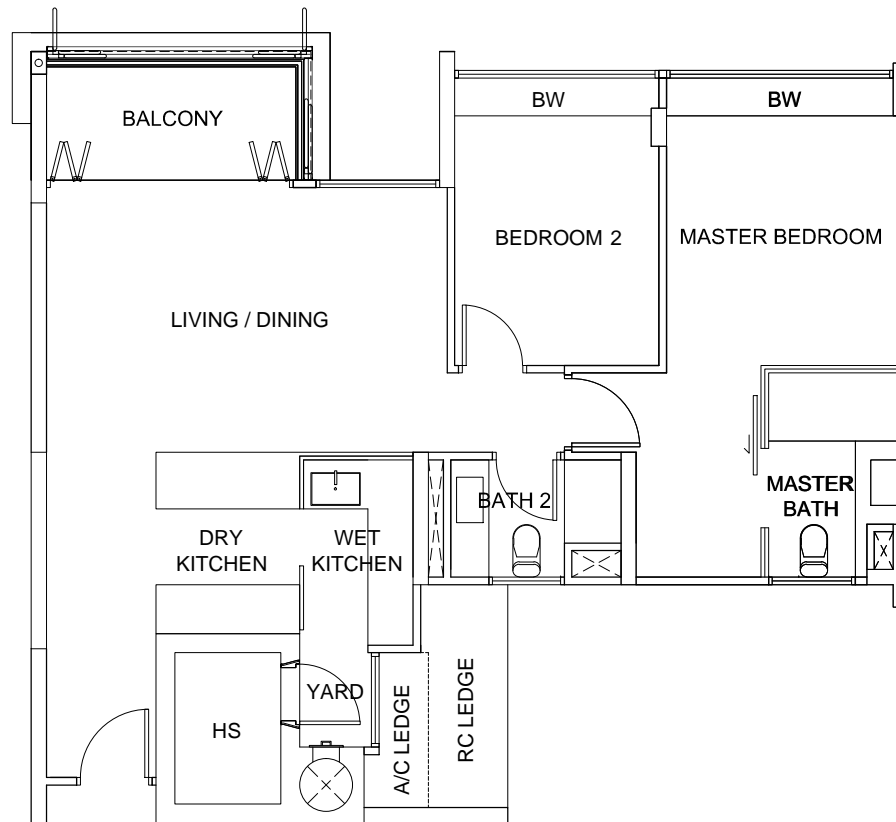 BW
BW
BALCONY
BEDROOM 2
MASTER BEDROOM
LIVING / DINING
MASTER
BATH
BATH 2
DRY
KITCHEN
WET
KITCHEN
YARD
HS
A/C LEDGE
RC LEDGE